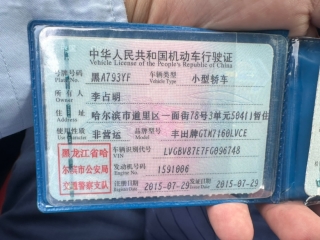 中华人民共和国机动车行驶证
Vehicle License of the People's Republic of China
号牌号码 黑A793YF 车辆类型 小型轿车
Plate No. Vehicle Type
所有人 李占明
Owner
住址 哈尔滨市道里区一面街78号3单元504(1)暂住
Address
使用性质 非营运 品牌型号 丰田牌GTM7160LVCE
Use Character Model
黑龙江省哈
尔滨市公安局
交通警察支队
车辆识别代号 LVGBV87E7FG096748
VIN
发动机号码 1591006
Engine No.
注册日期 2015-07-29 发证日期 2015-07-29
Register Date Issue Date